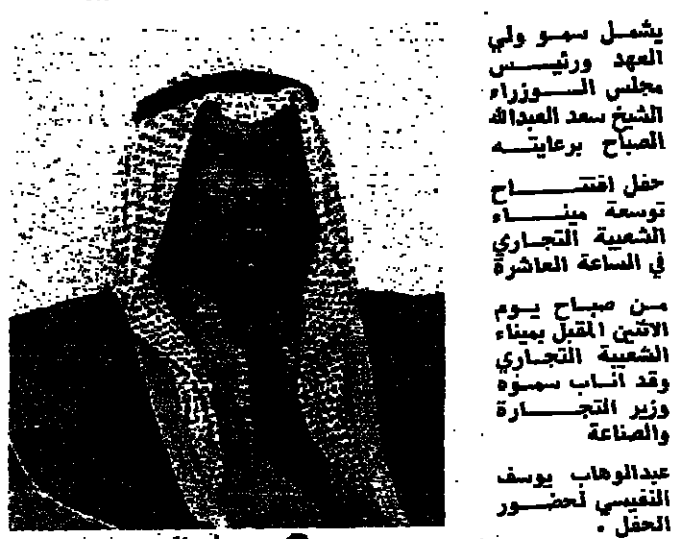 يشمل سمو ولي
العهد ورئيس
مجلس الوزراء
الشيخ سعد العبدالله
الصباح برعايته
حفل افتتاح
توسعة ميناء
الشعيبة التجاري
في الساعة العاشرة
من صباح يوم
الاثنين المقبل بميناء
الشعيبة التجاري
وقد اناب سموه
وزير التجارة
والصناعة
عبدالوهاب يوسف
النفيسي لحضور
الحفل .